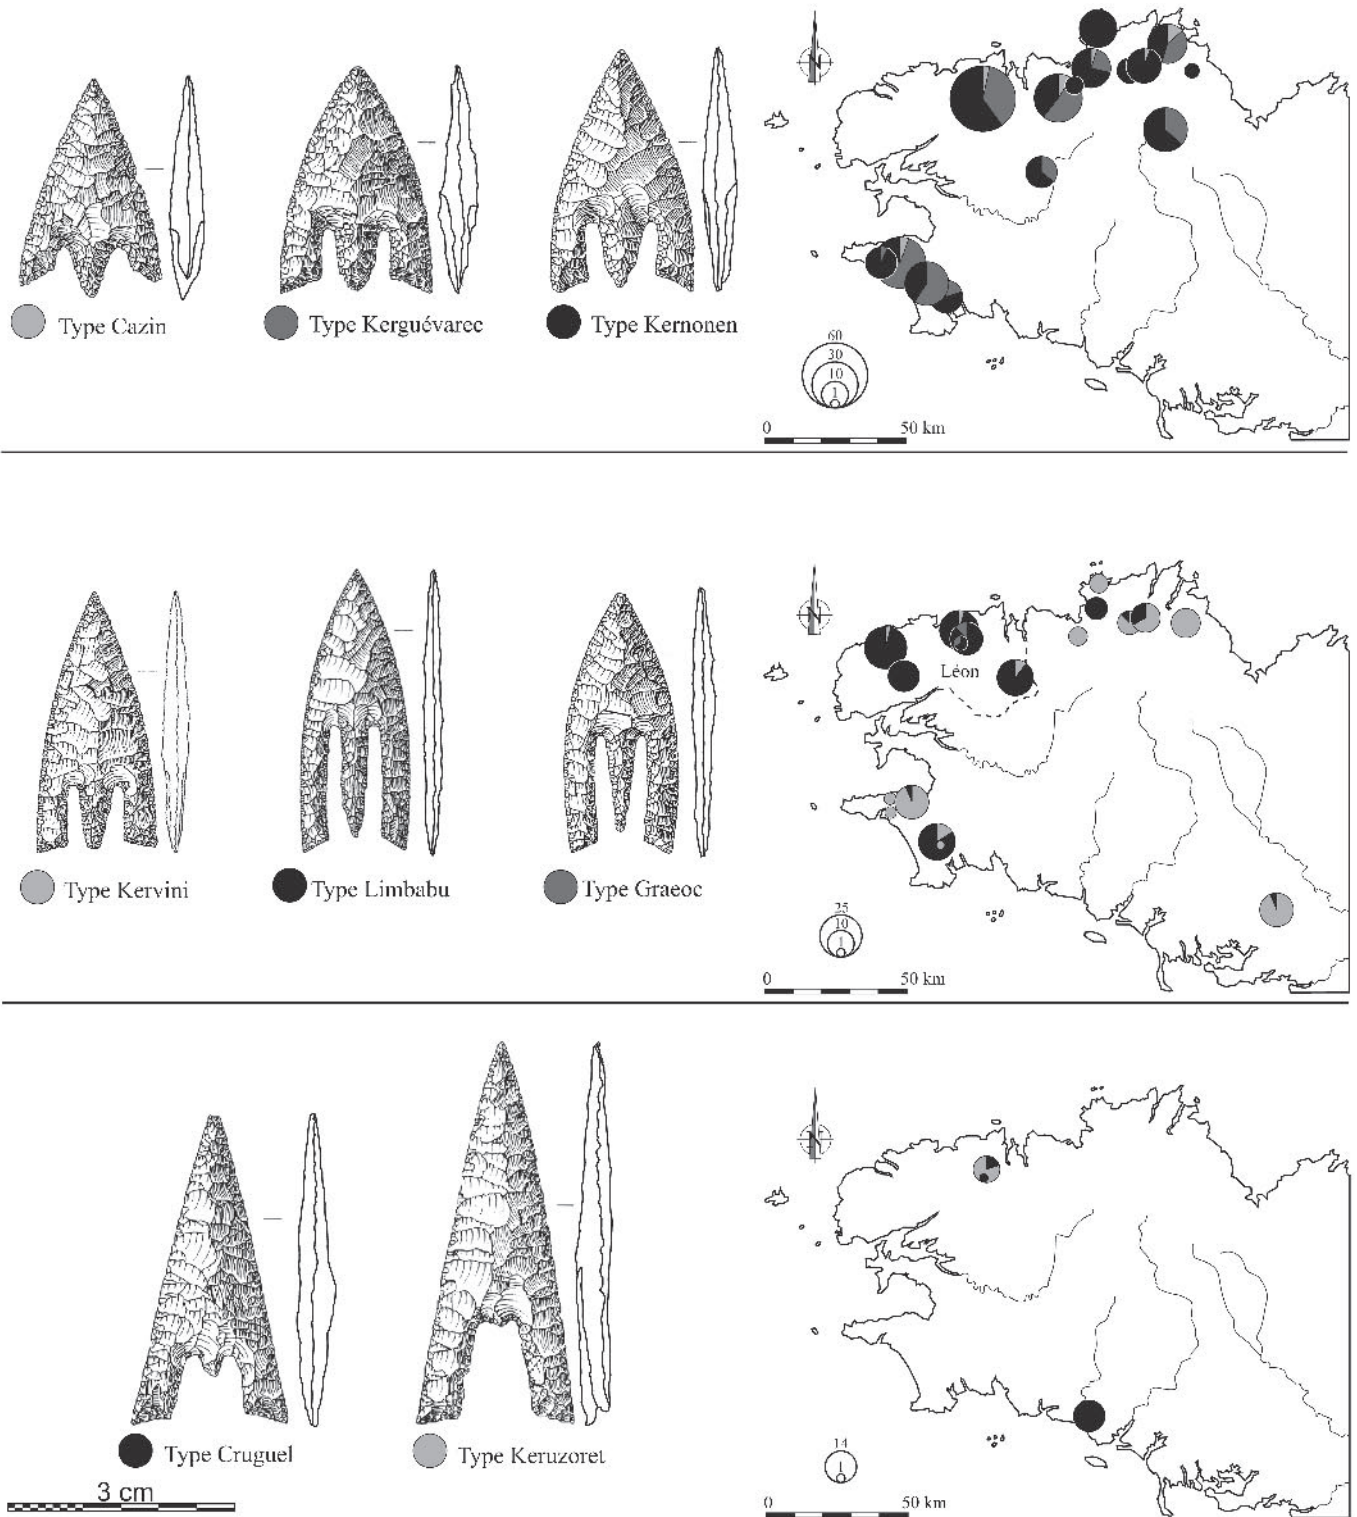 Type Cazin
Type Kerguévarec
Type Kernonen
N
60
30
10
1
0 50 km
Type Kervini
Type Limbabu
Type Graeoc
N
Léon
25
10
1
0 50 km
Type Cruguel
Type Keruzoret
3 cm
N
14
1
0 50 km